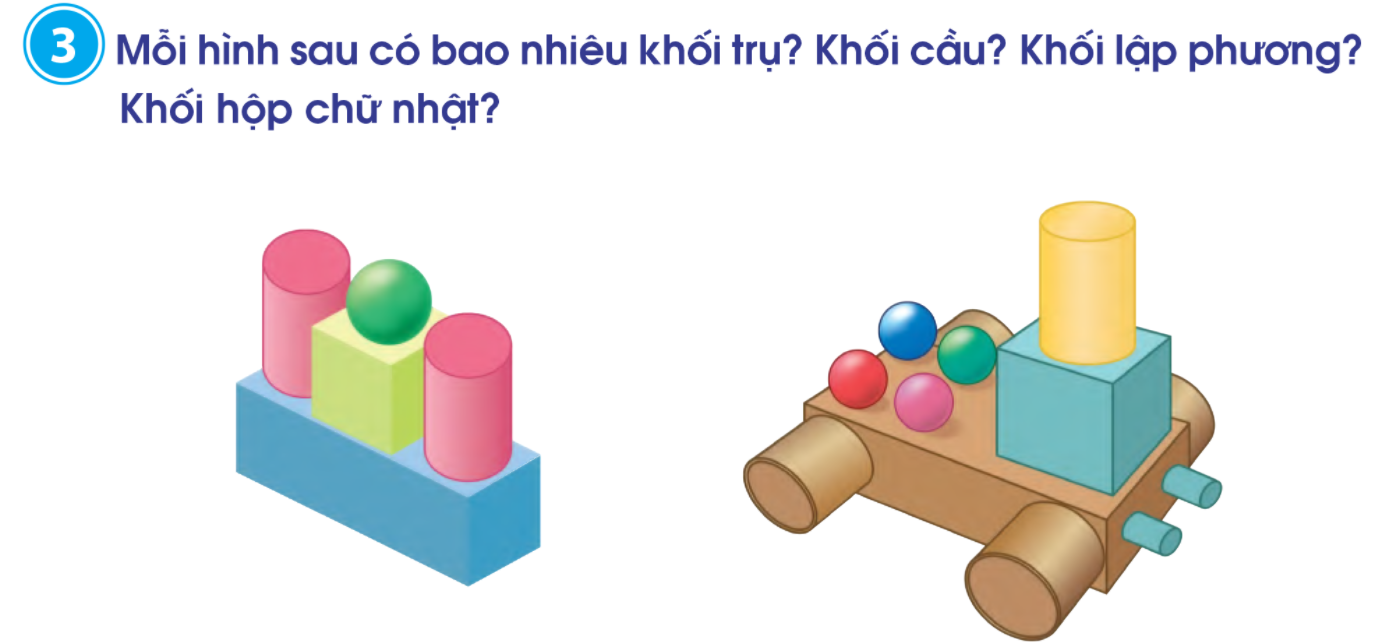 3 Mỗi hình sau có bao nhiêu khối trụ? Khối cầu? Khối lập phương?
Khối hộp chữ nhật?